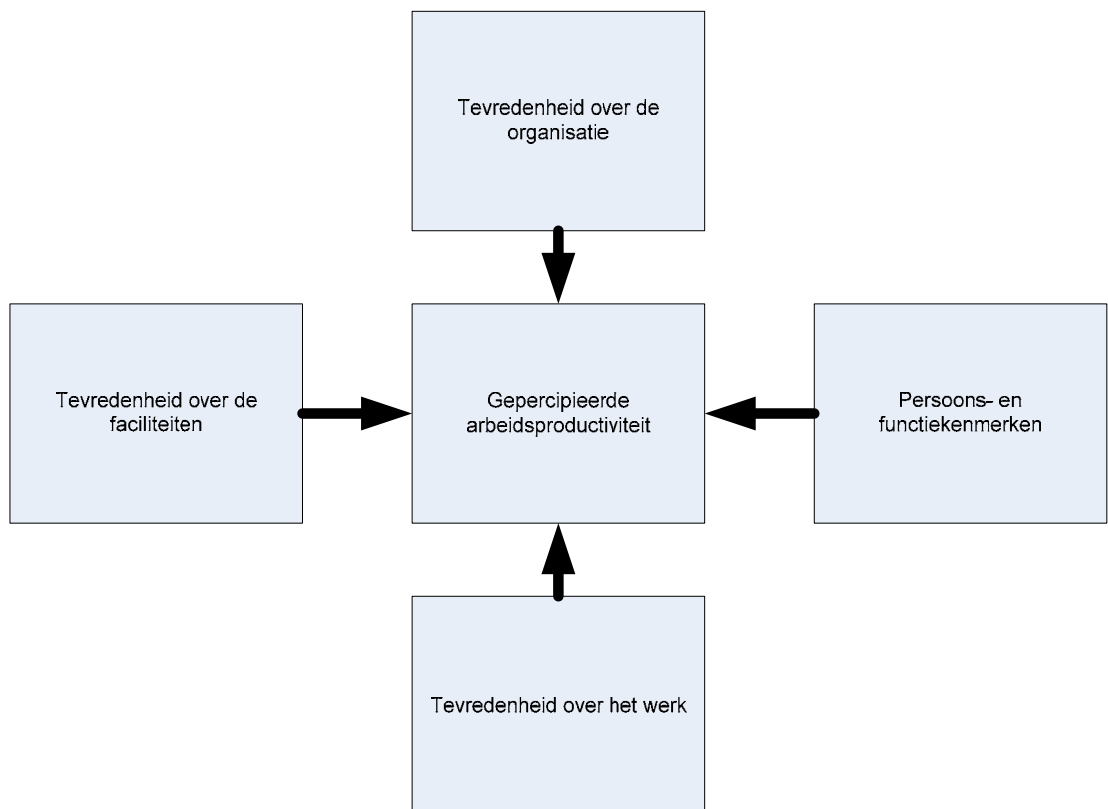 Tevredenheid over de
organisatie
Tevredenheid over de
faciliteiten
Gepercipieerde
arbeidsproductiviteit
Persoons- en
functiekenmerken
Tevredenheid over het werk